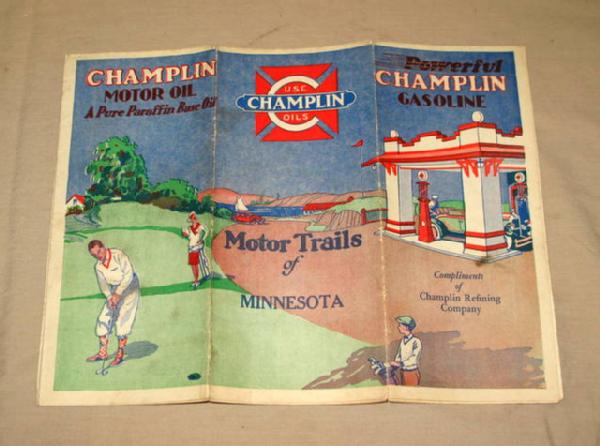 CHAMPLIN
MOTOR OIL
A Pure Paraffin Base Oil
USE
CHAMPLIN
OILS
Motor Trails
of
MINNESOTA
Powerful
CHAMPLIN
GASOLINE
Compliments
of
Champlin Refining
Company